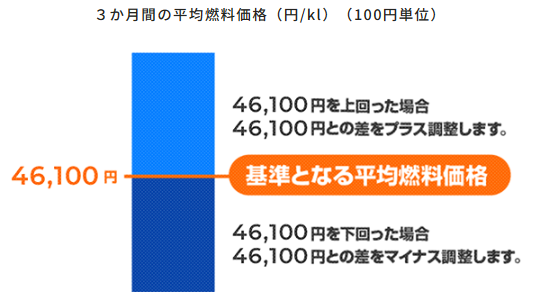 ３か月間の平均燃料価格（円/kl）（100円単位）
46,100円を上回った場合
46,100円との差をプラス調整します。
46,100円
基準となる平均燃料価格
46,100円を下回った場合
46,100円との差をマイナス調整します。